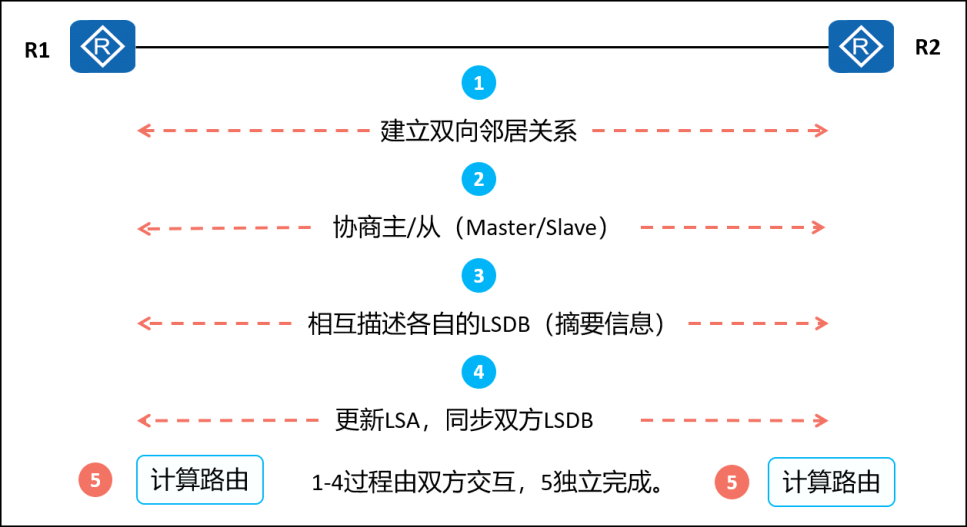 R1
R
R
R2
1
建立双向邻居关系
2
协商主/从（Master/Slave）
3
相互描述各自的LSDB（摘要信息）
4
更新LSA，同步双方LSDB
5
计算路由
1-4过程由双方交互，5独立完成。
5
计算路由